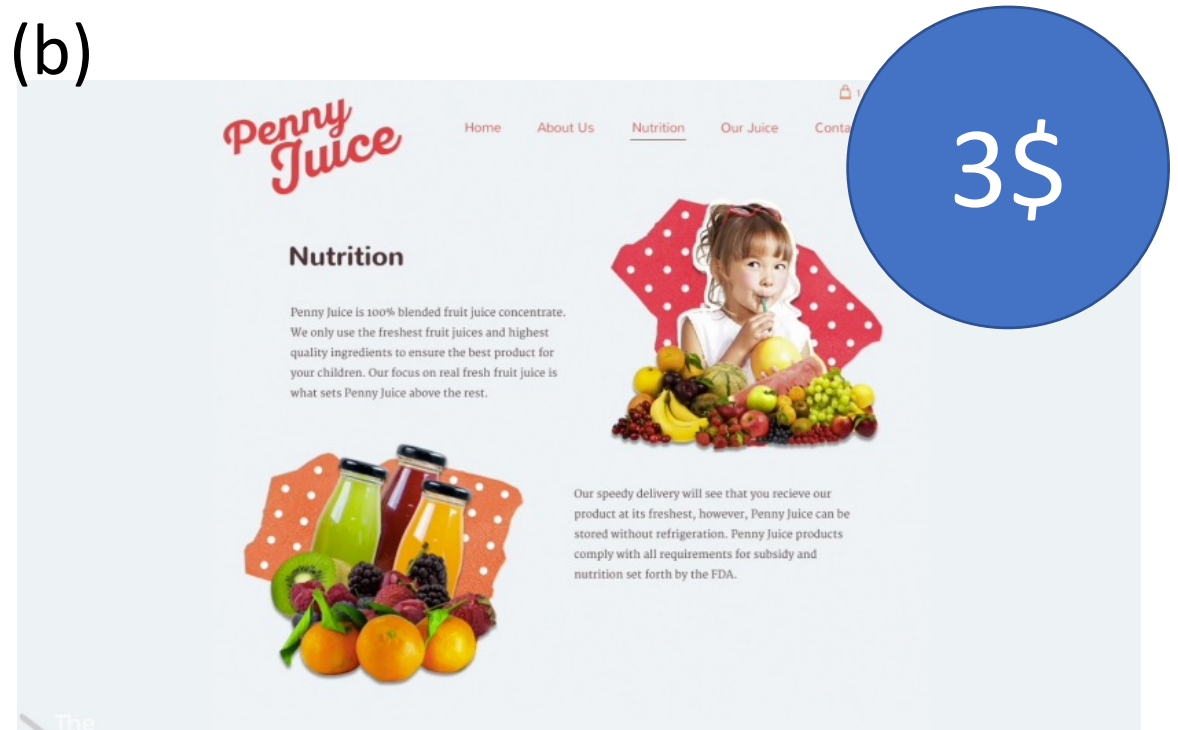 (b)
3$
Penny
Juice
Home About Us Nutrition Our Juice
Nutrition
Penny Juice is 100% blended fruit juice concentrate.
We only use the freshest fruit juices and highest
quality ingredients to ensure the best product for
your children. Our focus on real fresh fruit juice is
what sets Penny Juice above the rest.
Our speedy delivery will see that you recieve our
product at its freshest, however, Penny Juice can be
stored without refrigeration. Penny Juice products
comply with all requirements for subsidy and
nutrition set forth by the FDA.
The